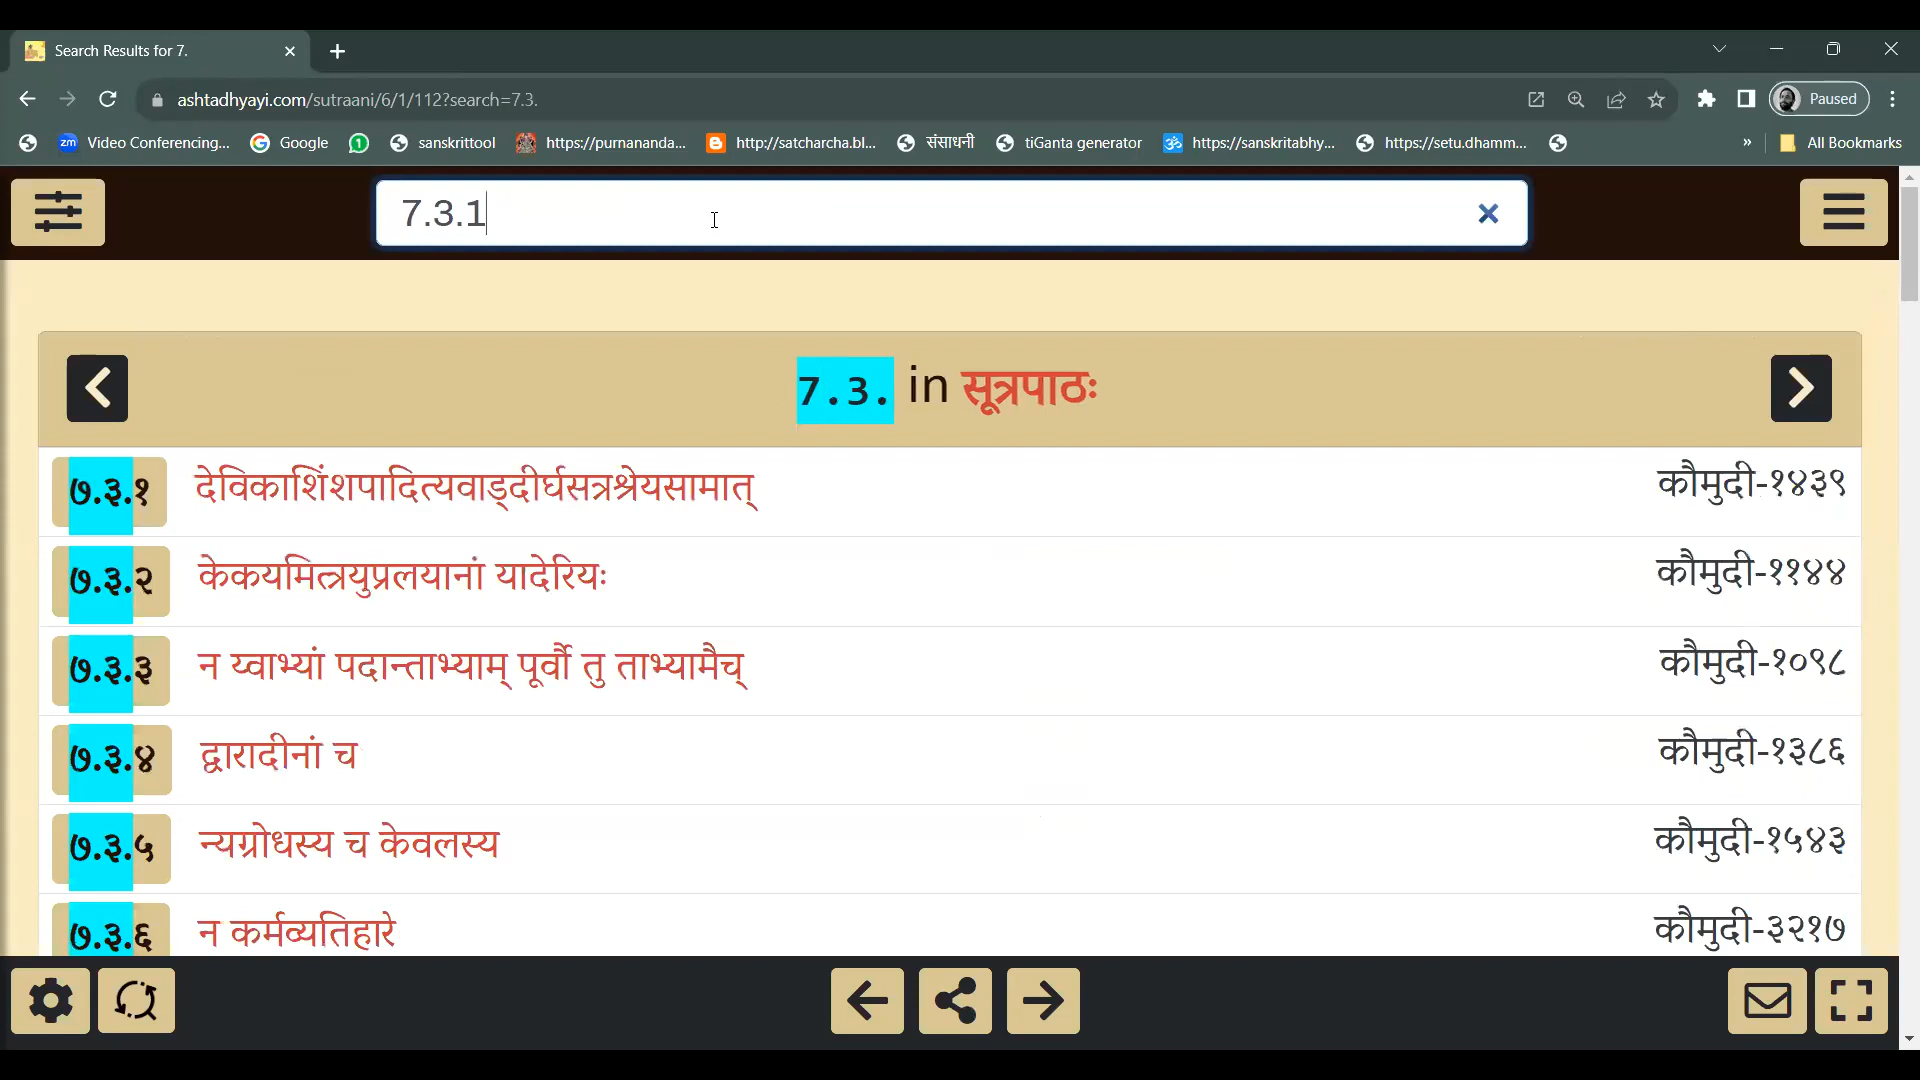 Search Results for 7.
ashtadhyayi.com/sutraani/6/1/112?search=7.3.
Paused
zm Video Conferencing... Google 1 sanskrittool https://purnananda... http://satcharcha.bl... संसाधनी tiGanta generator https://sanskritabhy... https://setu.dhamm... » All Bookmarks
7.3.1
7.3. in सूत्रपाठः
७.३.१ देविकाशिंशपादित्यवाड्दीर्घसत्रश्रेयसामात् कौमुदी-१४३९
७.३.२ केकयमित्त्रयुप्रलयानां यादेरियः कौमुदी-११४४
७.३.३ न य्वाभ्यां पदान्ताभ्याम् पूर्वौ तु ताभ्यामैच् कौमुदी-१०९८
७.३.४ द्वारादीनां च कौमुदी-१३८६
७.३.५ न्यग्रोधस्य च केवलस्य कौमुदी-१५४३
७.३.६ न कर्मव्यतिहारे कौमुदी-३२१७